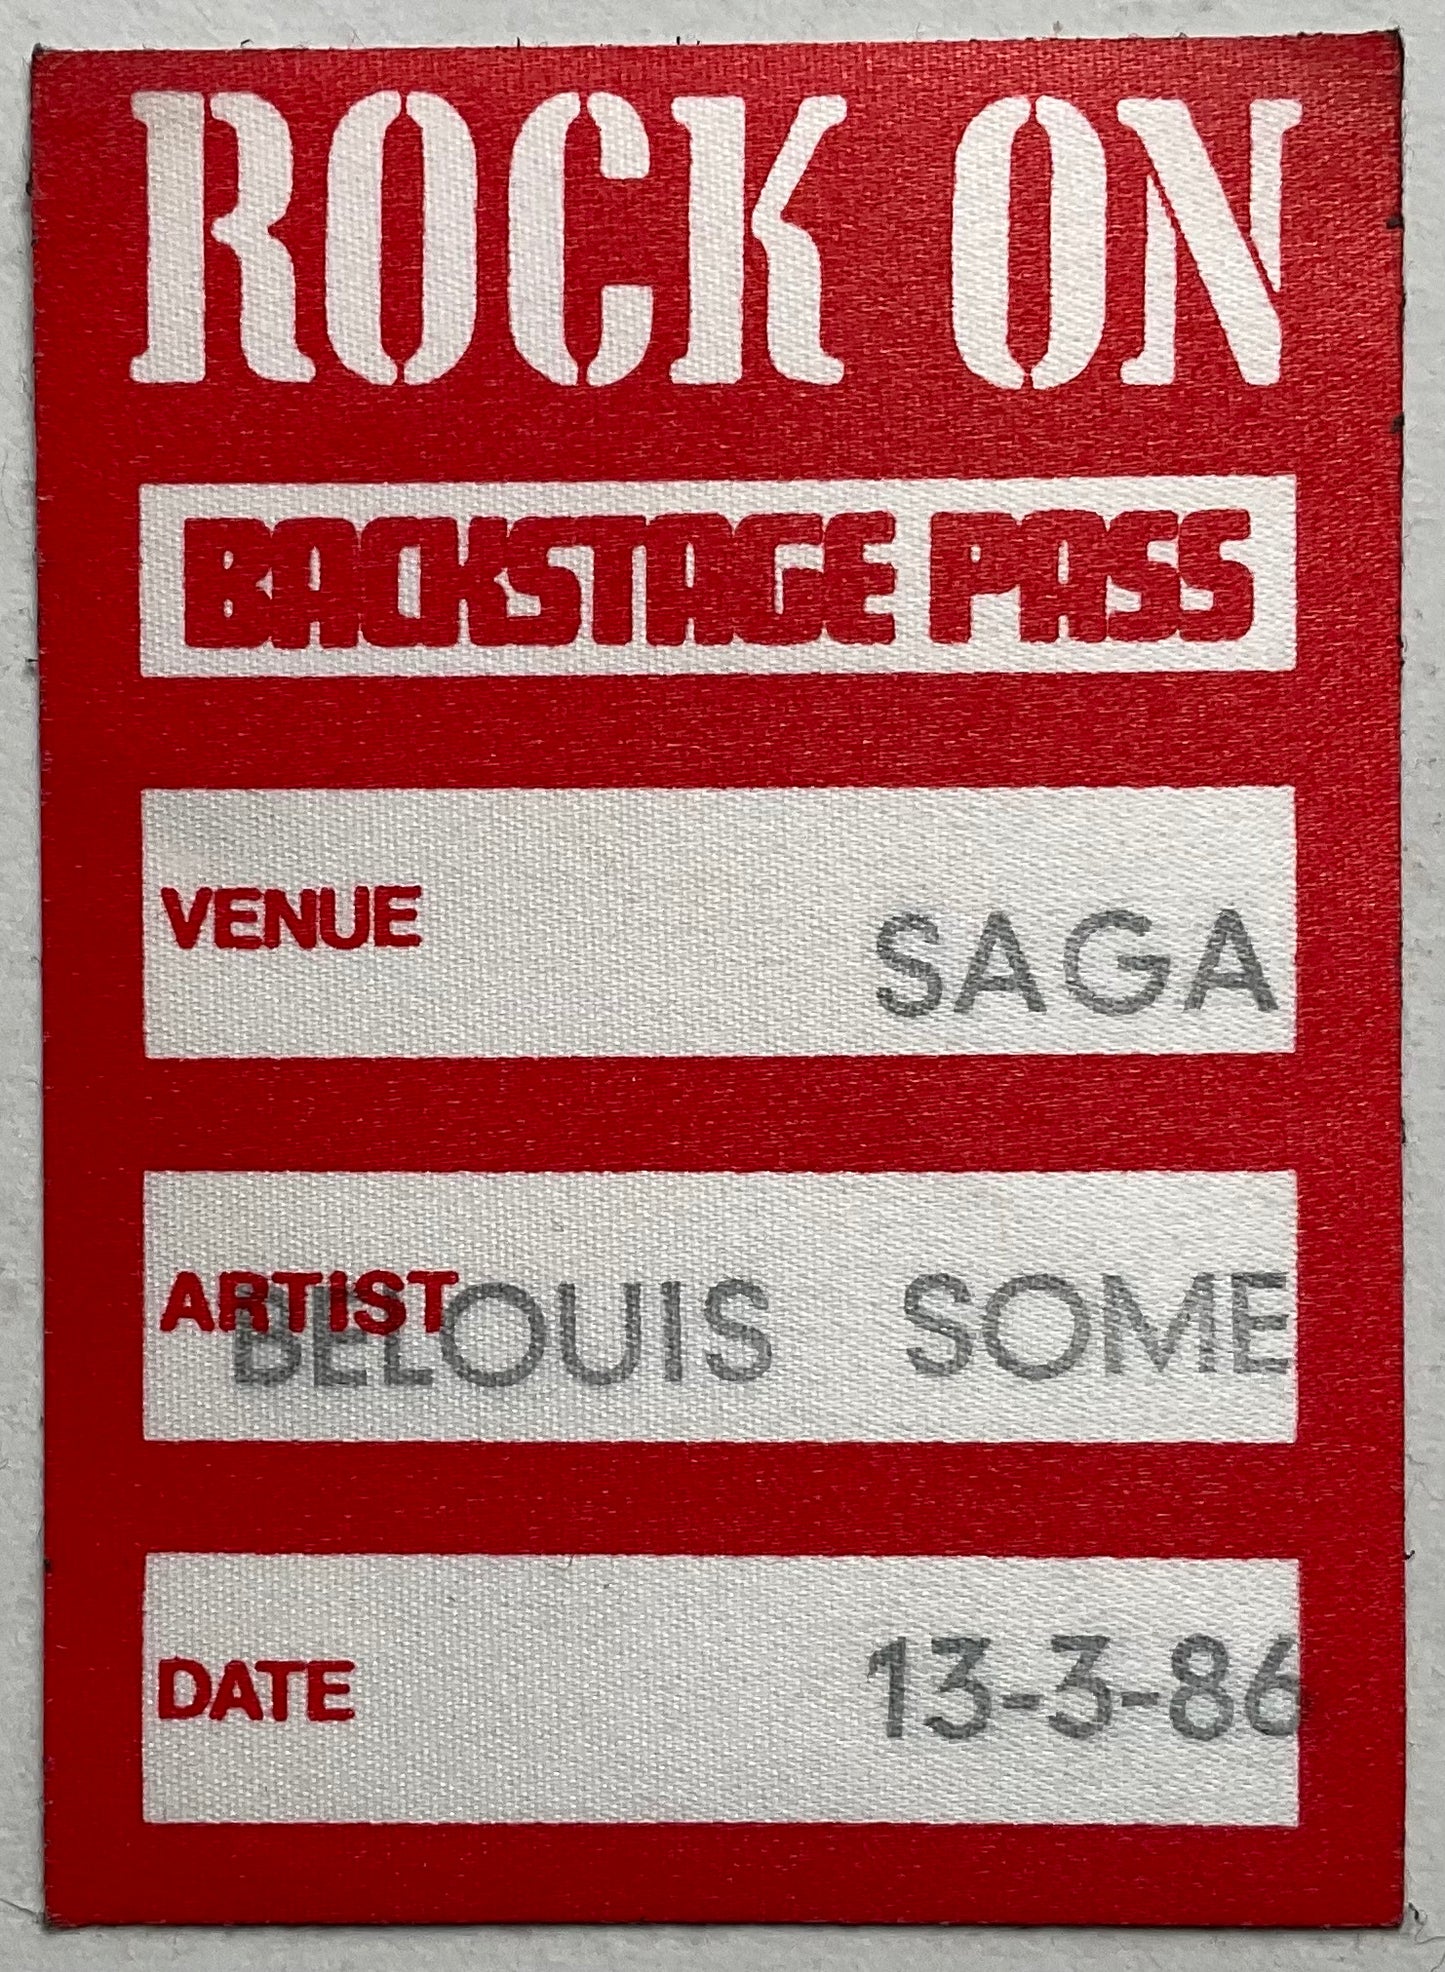 ROCK ON
BACKSTAGE PASS
VENUE SAGA
ARTIST BELOUIS SOME
DATE 13-3-86